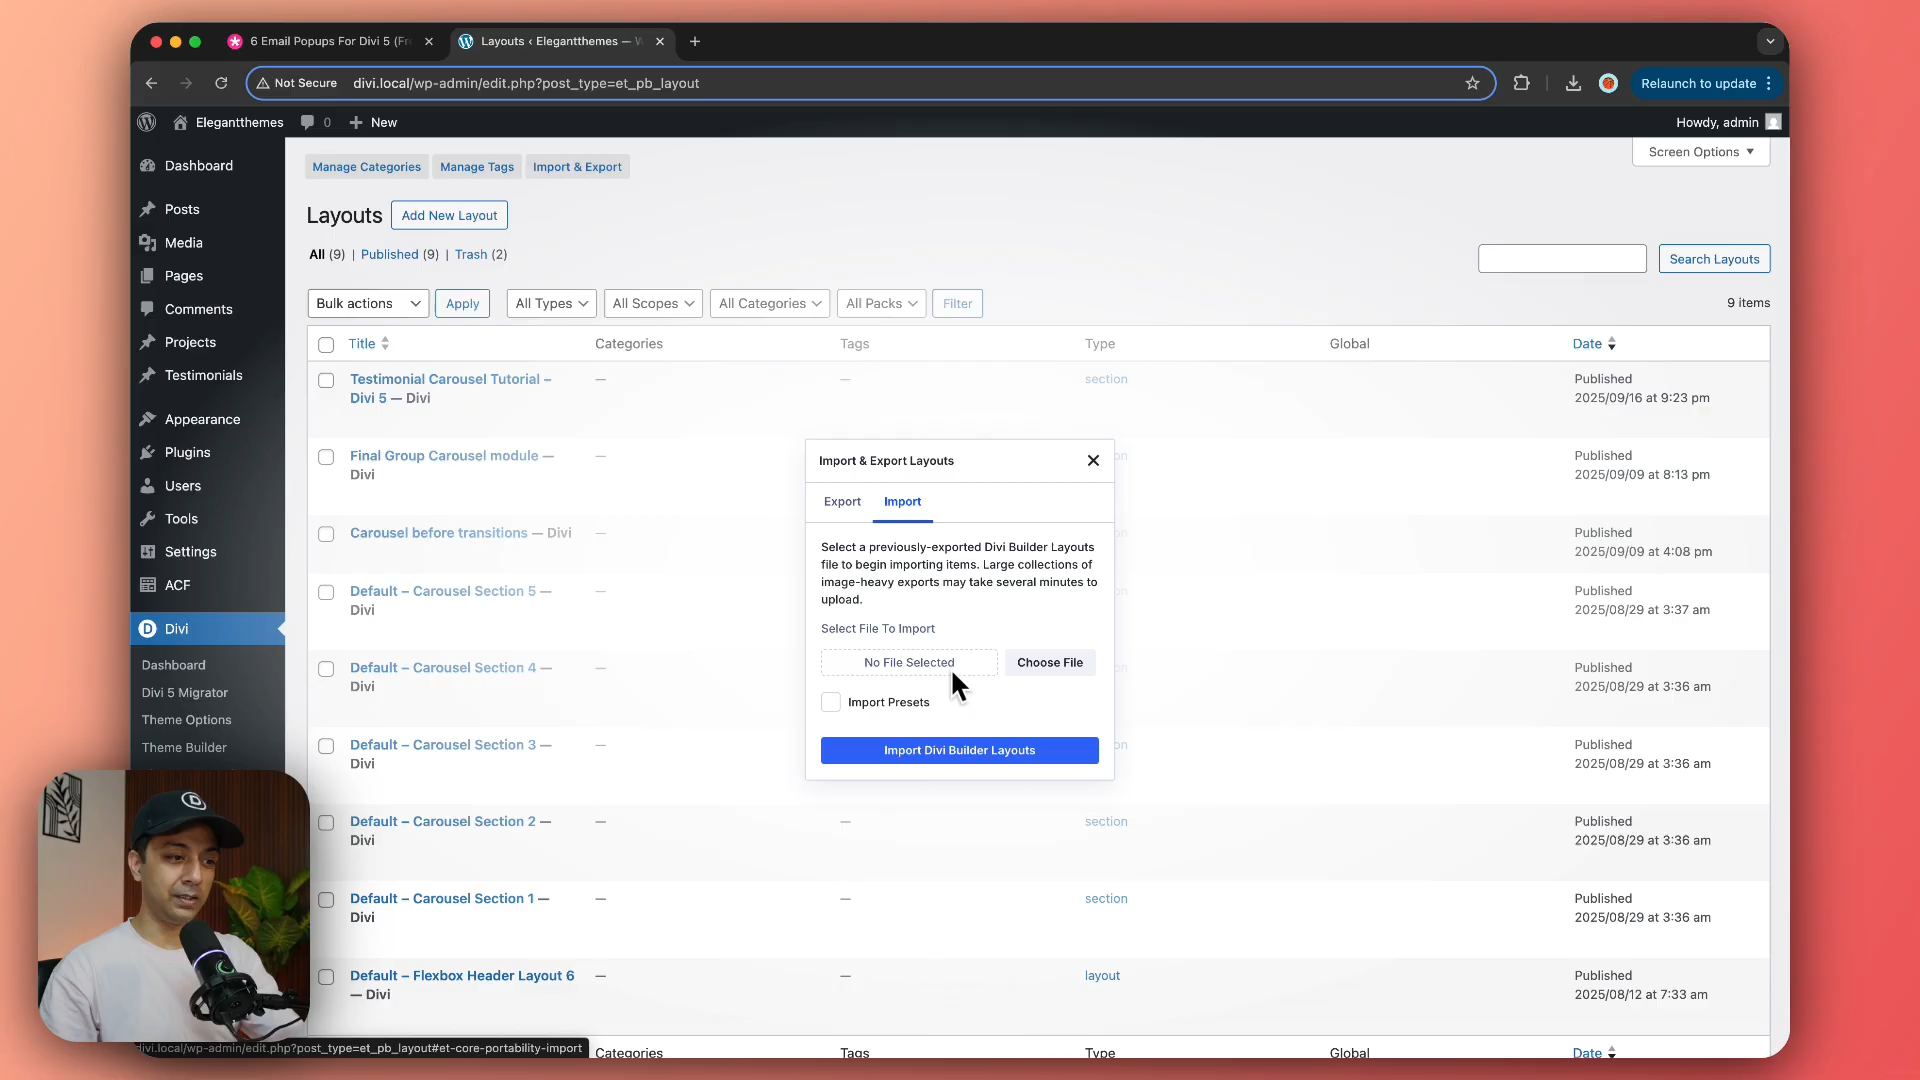 6 Email Popups For Divi 5 (Fr
Layouts ‹ Elegantthemes — W
Not Secure
divi.local/wp-admin/edit.php?post_type=et_pb_layout
Relaunch to update
Elegantthemes
0
New
Howdy, admin
Dashboard
Posts
Media
Pages
Comments
Projects
Testimonials
Appearance
Plugins
Users
Tools
Settings
ACF
Divi
Dashboard
Divi 5 Migrator
Theme Options
Theme Builder
Manage Categories
Manage Tags
Import & Export
Screen Options
Layouts
Add New Layout
All (9) | Published (9) | Trash (2)
Search Layouts
Bulk actions
Apply
All Types
All Scopes
All Categories
All Packs
Filter
9 items
Title
Categories
Tags
Type
Global
Date
Testimonial Carousel Tutorial –
Divi 5 — Divi
—
—
section
Published
2025/09/16 at 9:23 pm
Final Group Carousel module —
Divi
—
Published
2025/09/09 at 8:13 pm
Carousel before transitions — Divi
—
Published
2025/09/09 at 4:08 pm
Default – Carousel Section 5 —
Divi
—
Published
2025/08/29 at 3:37 am
Default – Carousel Section 4 —
Divi
—
Published
2025/08/29 at 3:36 am
Default – Carousel Section 3 —
Divi
—
Published
2025/08/29 at 3:36 am
Default – Carousel Section 2 —
Divi
—
—
section
Published
2025/08/29 at 3:36 am
Default – Carousel Section 1 —
Divi
—
—
section
Published
2025/08/29 at 3:36 am
Default – Flexbox Header Layout 6
— Divi
—
—
layout
Published
2025/08/12 at 7:33 am
Categories
Tags
Type
Global
Date
Import & Export Layouts
Export
Import
Select a previously-exported Divi Builder Layouts
file to begin importing items. Large collections of
image-heavy exports may take several minutes to
upload.
Select File To Import
No File Selected
Choose File
Import Presets
Import Divi Builder Layouts
divi.local/wp-admin/edit.php?post_type=et_pb_layout#et-core-portability-import